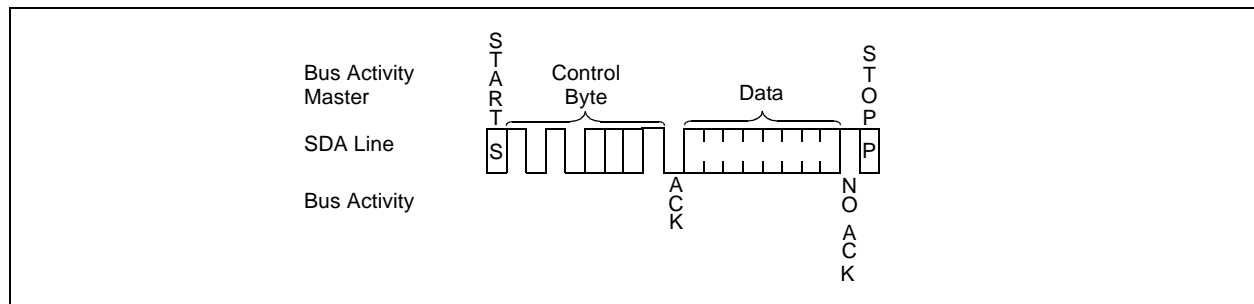 START
STOP
Bus Activity
Master
Control
Byte
Data
SDA Line
S
P
Bus Activity
ACK
NO ACK